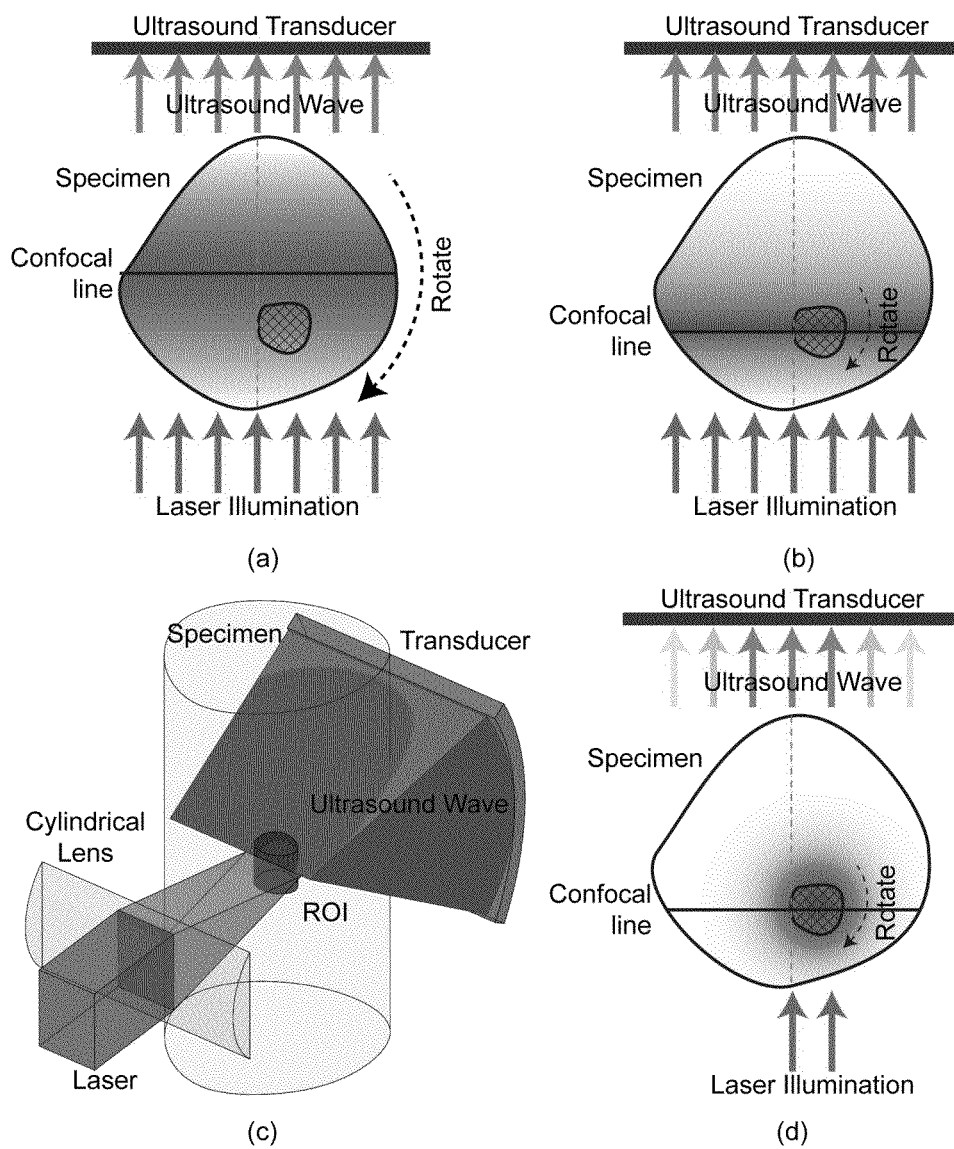 Ultrasound Transducer
Ultrasound Wave
Specimen
Confocal
line
Rotate
Laser Illumination
(a)
Ultrasound Transducer
Ultrasound Wave
Specimen
Confocal
line
Rotate
Laser Illumination
(b)
Specimen
Transducer
Ultrasound Wave
Cylindrical
Lens
ROI
Laser
(c)
Ultrasound Transducer
Ultrasound Wave
Specimen
Confocal
line
Rotate
Laser Illumination
(d)